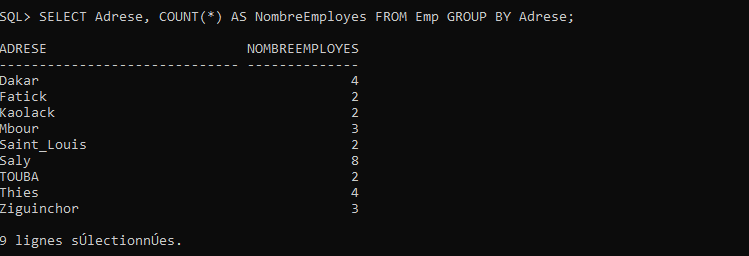 SQL> SELECT Adrese, COUNT(*) AS NombreEmployes FROM Emp GROUP BY Adrese;
ADRESE NOMBREEMPLOYES
------------------------------ --------------
Dakar 4
Fatick 2
Kaolack 2
Mbour 3
Saint_Louis 2
Saly 8
TOUBA 2
Thies 4
Ziguinchor 3
9 lignes sÚlectionnÚes.